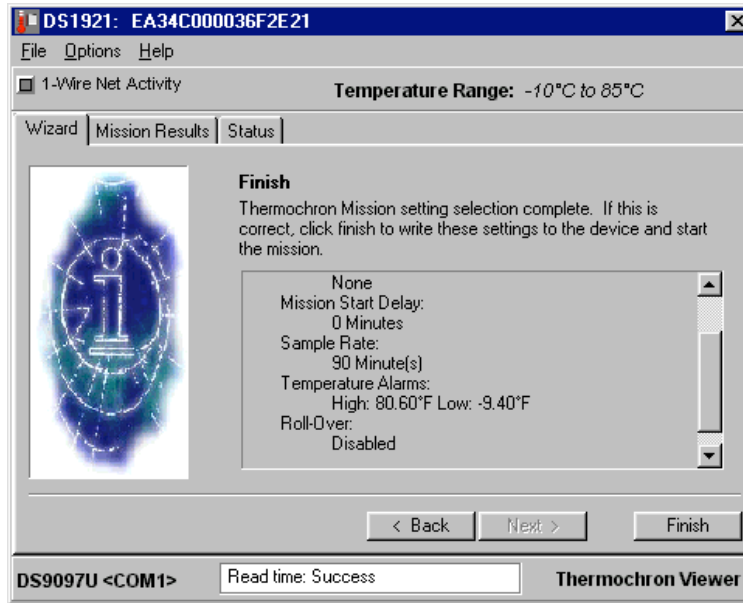 DS1921: EA34C000036F2E21
File Options Help
1-Wire Net Activity
Temperature Range: -10°C to 85°C
Wizard Mission Results Status
Finish
Thermochron Mission setting selection complete. If this is
correct, click finish to write these settings to the device and start
the mission.
None
Mission Start Delay:
0 Minutes
Sample Rate:
90 Minute(s)
Temperature Alarms:
High: 80.60°F Low: -9.40°F
Roll-Over:
Disabled
< Back Next > Finish
DS9097U <COM1> Read time: Success Thermochron Viewer